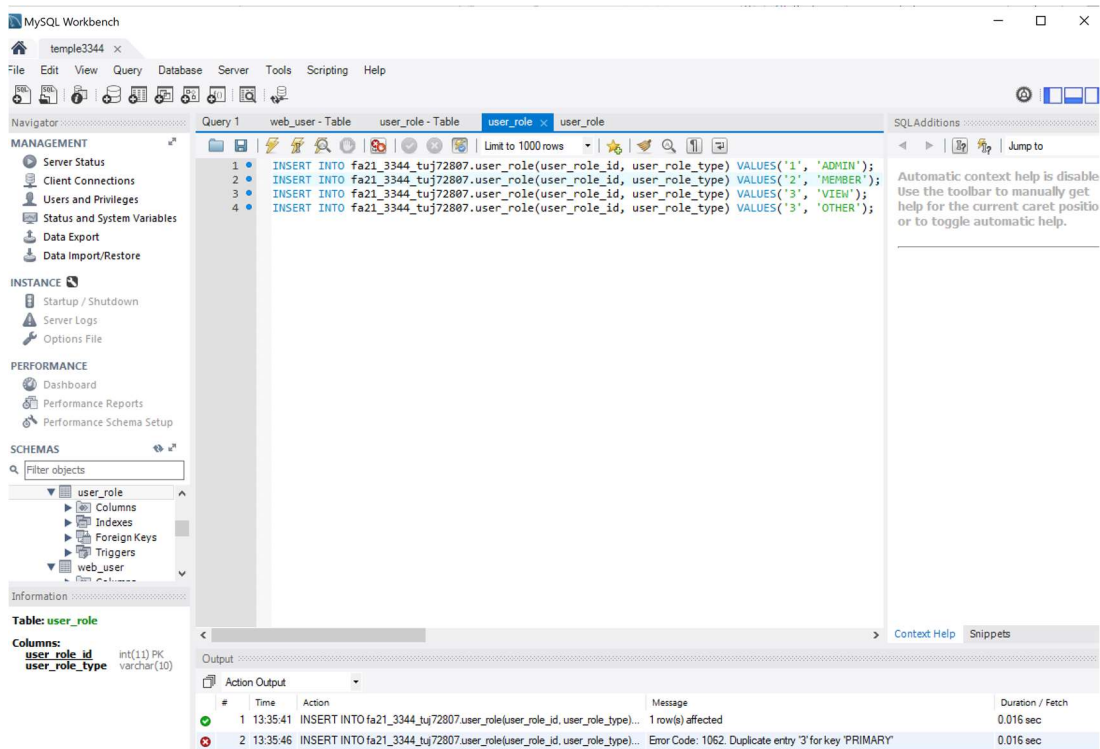 MySQL Workbench
temple3344
File Edit View Query Database Server Tools Scripting Help
Navigator
MANAGEMENT
Server Status
Client Connections
Users and Privileges
Status and System Variables
Data Export
Data Import/Restore
INSTANCE
Startup / Shutdown
Server Logs
Options File
PERFORMANCE
Dashboard
Performance Reports
Performance Schema Setup
SCHEMAS
Filter objects
user_role
Columns
Indexes
Foreign Keys
Triggers
web_user
Columns
Information
Table: user_role
Columns:
user_role_id int(11) PK
user_role_type varchar(10)
Query 1 web_user - Table user_role - Table user_role user_role
Limit to 1000 rows
1 INSERT INTO fa21_3344_tuj72807.user_role(user_role_id, user_role_type) VALUES('1', 'ADMIN');
2 INSERT INTO fa21_3344_tuj72807.user_role(user_role_id, user_role_type) VALUES('2', 'MEMBER');
3 INSERT INTO fa21_3344_tuj72807.user_role(user_role_id, user_role_type) VALUES('3', 'VIEW');
4 INSERT INTO fa21_3344_tuj72807.user_role(user_role_id, user_role_type) VALUES('3', 'OTHER');
SQLAdditions
Jump to
Automatic context help is disable
Use the toolbar to manually get
help for the current caret positio
or to toggle automatic help.
Context Help Snippets
Output
Action Output
# Time Action Message Duration / Fetch
1 13:35:41 INSERT INTO fa21_3344_tuj72807.user_role(user_role_id, user_role_type)... 1 row(s) affected 0.016 sec
2 13:35:46 INSERT INTO fa21_3344_tuj72807.user_role(user_role_id, user_role_type)... Error Code: 1062. Duplicate entry '3' for key 'PRIMARY' 0.016 sec